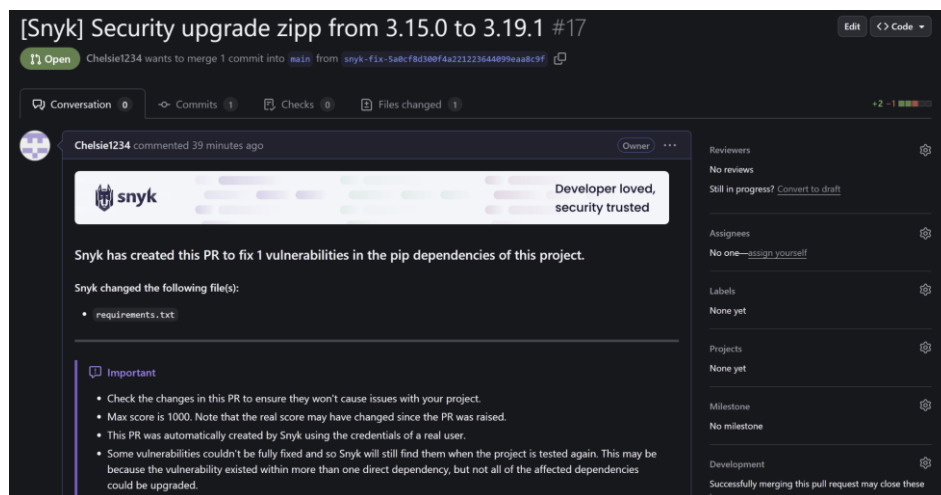 [Snyk] Security upgrade zipp from 3.15.0 to 3.19.1 #17
Edit
<> Code
Open
Chelsie1234 wants to merge 1 commit into main from snyk-fix-5a0cf8d300f4a221223644099eaa8c9f
Conversation 0
Commits 1
Checks 0
Files changed 1
+2 −1
Chelsie1234 commented 39 minutes ago
Owner
snyk
Developer loved,
security trusted
Snyk has created this PR to fix 1 vulnerabilities in the pip dependencies of this project.
Snyk changed the following file(s):
• requirements.txt
Important
• Check the changes in this PR to ensure they won't cause issues with your project.
• Max score is 1000. Note that the real score may have changed since the PR was raised.
• This PR was automatically created by Snyk using the credentials of a real user.
• Some vulnerabilities couldn't be fully fixed and so Snyk will still find them when the project is tested again. This may be
because the vulnerability existed within more than one direct dependency, but not all of the affected dependencies
could be upgraded.
Reviewers
No reviews
Still in progress? Convert to draft
Assignees
No one—assign yourself
Labels
None yet
Projects
None yet
Milestone
No milestone
Development
Successfully merging this pull request may close these